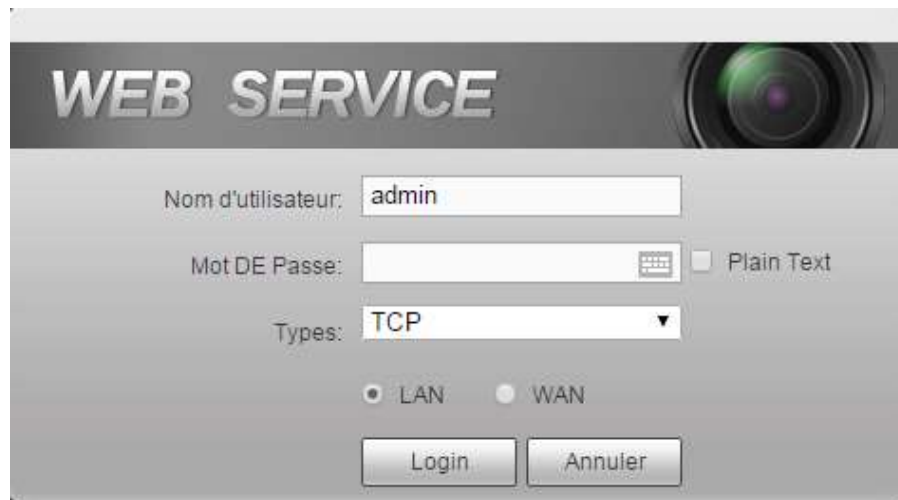 WEB SERVICE
Nom d'utilisateur: admin
Mot DE Passe: Plain Text
Types: TCP
LAN WAN
Login Annuler